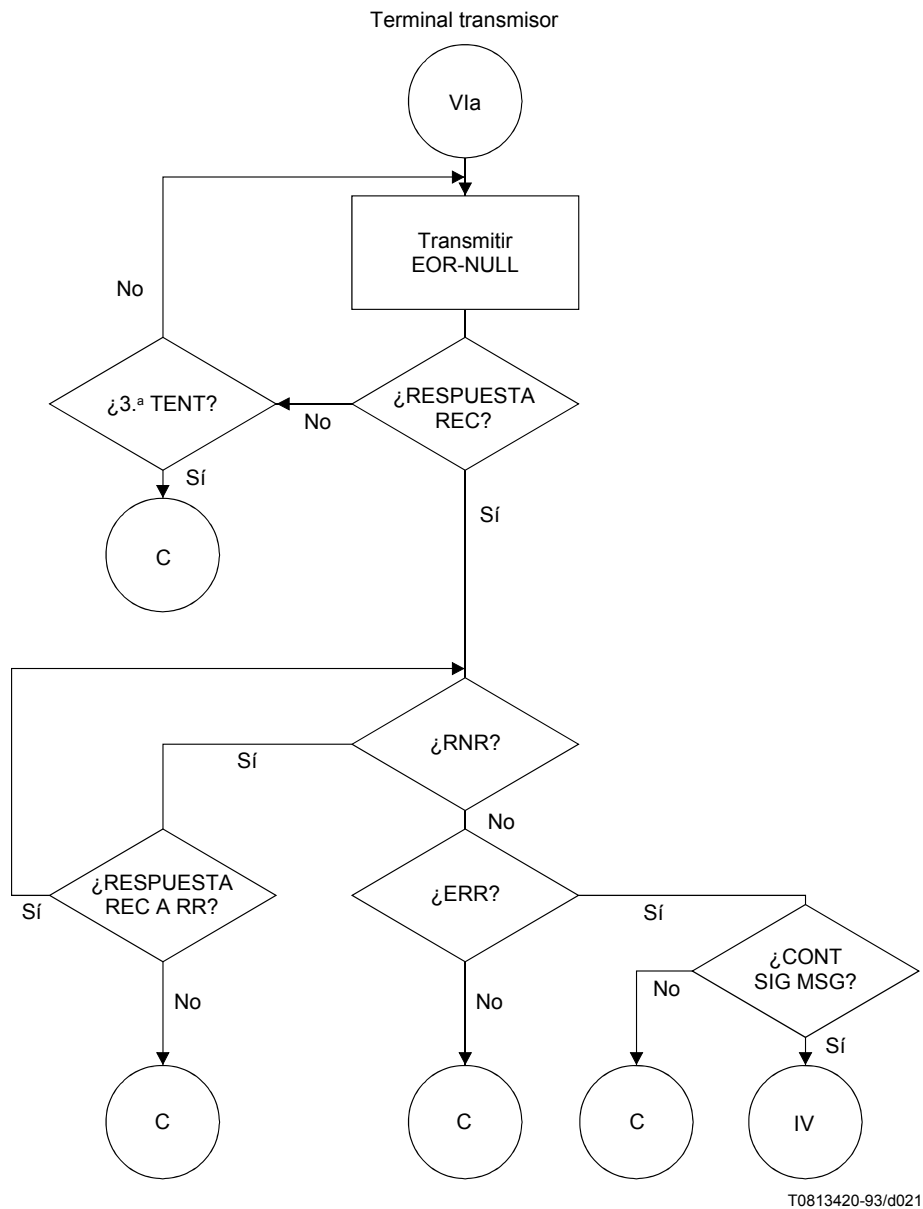 Terminal transmisor
VIa
Transmitir
EOR-NULL
No
¿3.ª TENT?
No
¿RESPUESTA
REC?
Sí
C
Sí
¿RNR?
Sí
No
¿RESPUESTA
REC A RR?
Sí
¿ERR?
Sí
¿CONT
SIG MSG?
No
No
No
Sí
C
C
C
IV
T0813420-93/d021